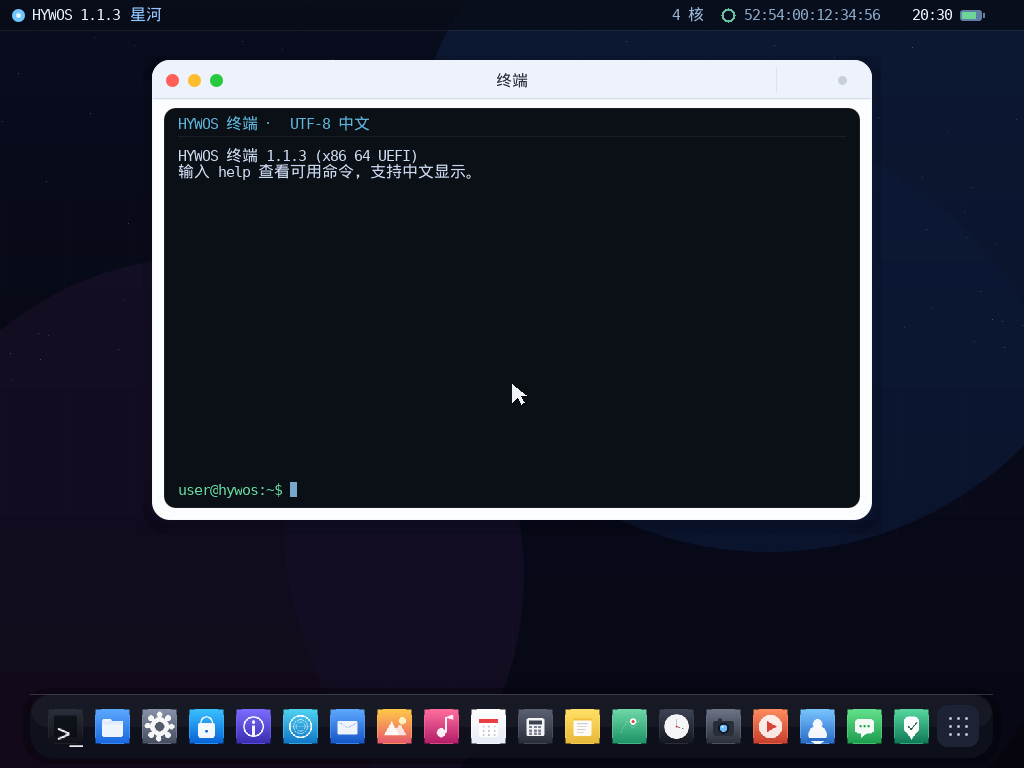 HYWOS 1.1.3 星河
4 核
52:54:00:12:34:56
20:30
终端
HYWOS 终端 · UTF-8 中文
HYWOS 终端 1.1.3 (x86 64 UEFI)
输入 help 查看可用命令, 支持中文显示。
user@hywos:~$
>_